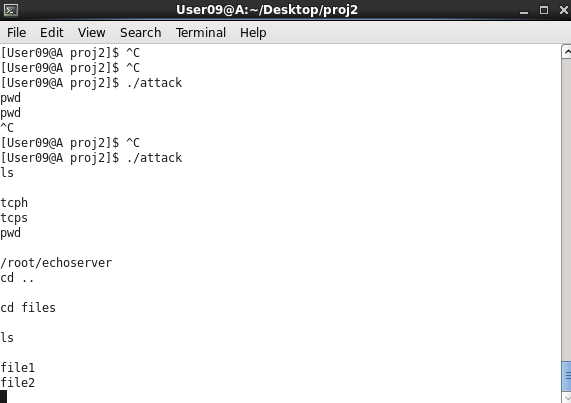 User09@A:~/Desktop/proj2
File Edit View Search Terminal Help
[User09@A proj2]$ ^C
[User09@A proj2]$ ^C
[User09@A proj2]$ ./attack
pwd
pwd
^C
[User09@A proj2]$ ^C
[User09@A proj2]$ ./attack
ls
tcph
tcps
pwd
/root/echoserver
cd ..
cd files
ls
file1
file2